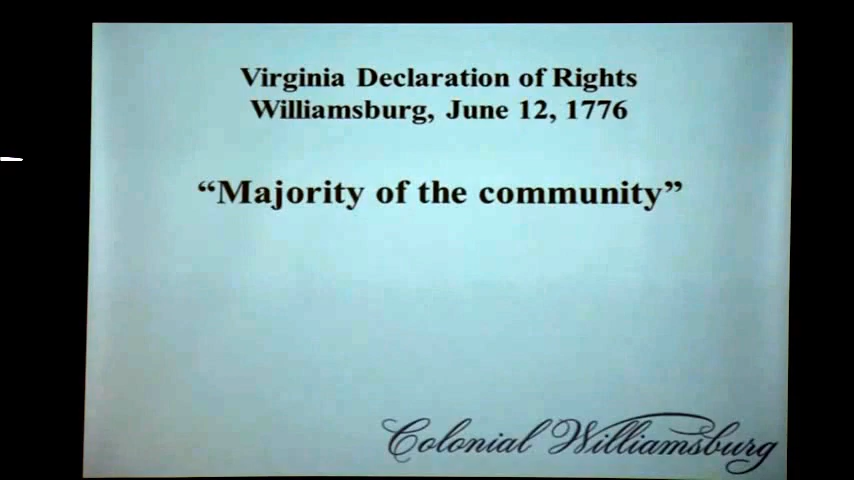 Virginia Declaration of Rights
Williamsburg, June 12, 1776
“Majority of the community”
Colonial Williamsburg